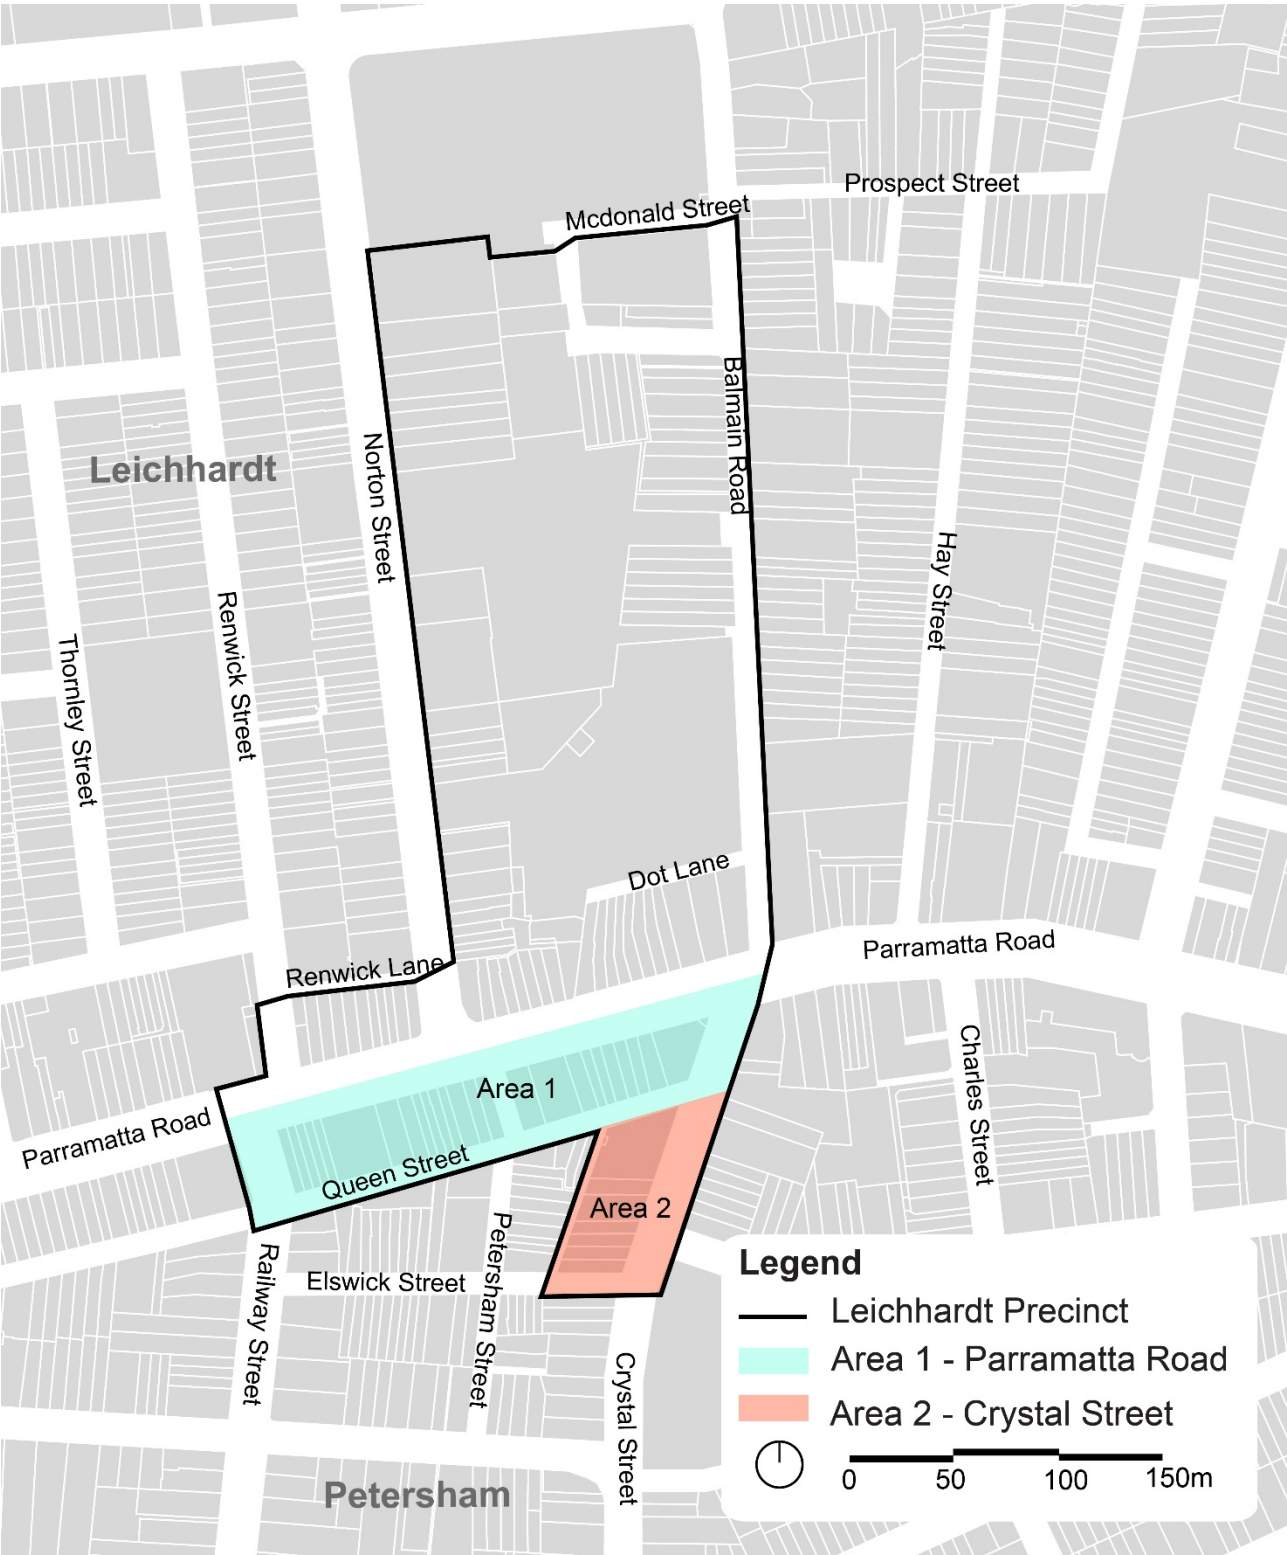 Prospect Street
Mcdonald Street
Balmain Road
Leichhardt
Norton Street
Hay Street
Renwick Street
Thornley Street
Dot Lane
Parramatta Road
Renwick Lane
Charles Street
Area 1
Parramatta Road
Queen Street
Area 2
Petersham Street
Railway Street
Elswick Street
Crystal Street
Petersham
Legend
Leichhardt Precinct
Area 1 - Parramatta Road
Area 2 - Crystal Street
0 50 100 150m